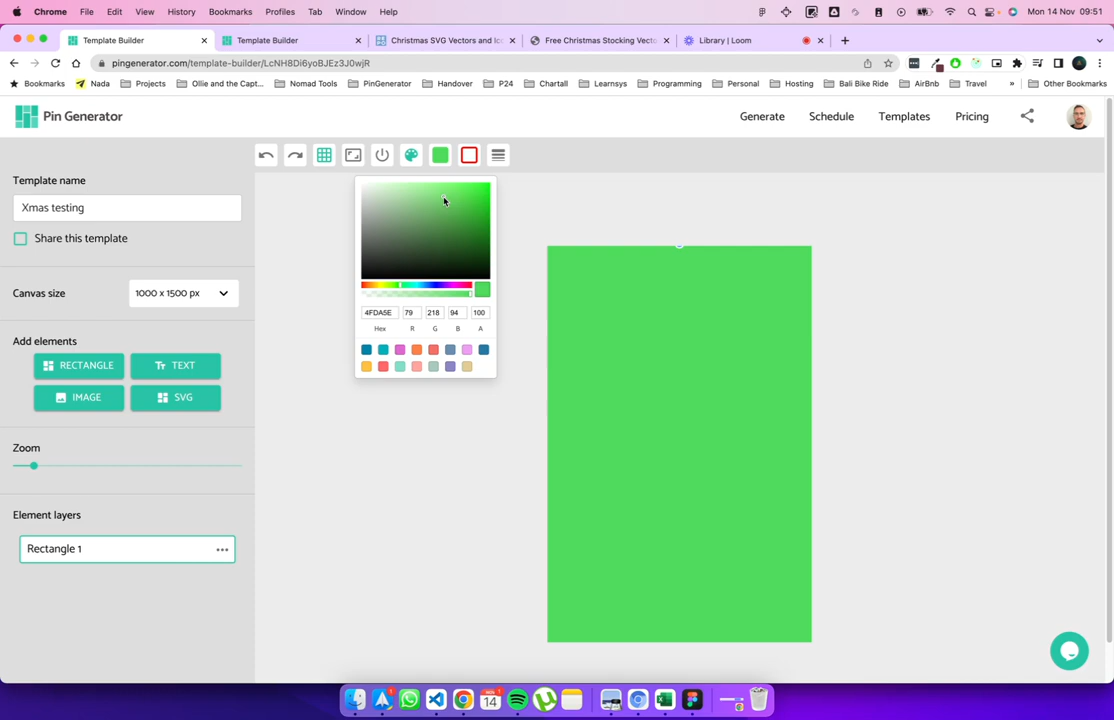 Chrome File Edit View History Bookmarks Profiles Tab Window Help Mon 14 Nov 09:51
Template Builder Template Builder Christmas SVG Vectors and Ico Free Christmas Stocking Vecto Library | Loom
pingenerator.com/template-builder/LcNH8Di6yoBJEz3J0wjR
Bookmarks Nada Projects Ollie and the Capt... Nomad Tools PinGenerator Handover P24 Chartall Learnsys Programming Personal Hosting Bali Bike Ride AirBnb Travel » Other Bookmarks
Pin Generator Generate Schedule Templates Pricing
Template name
Xmas testing
Share this template
Canvas size 1000 x 1500 px
Add elements
RECTANGLE TEXT
IMAGE SVG
Zoom
Element layers
Rectangle 1
4FDA5E 79 218 94 100
Hex R G B A
14